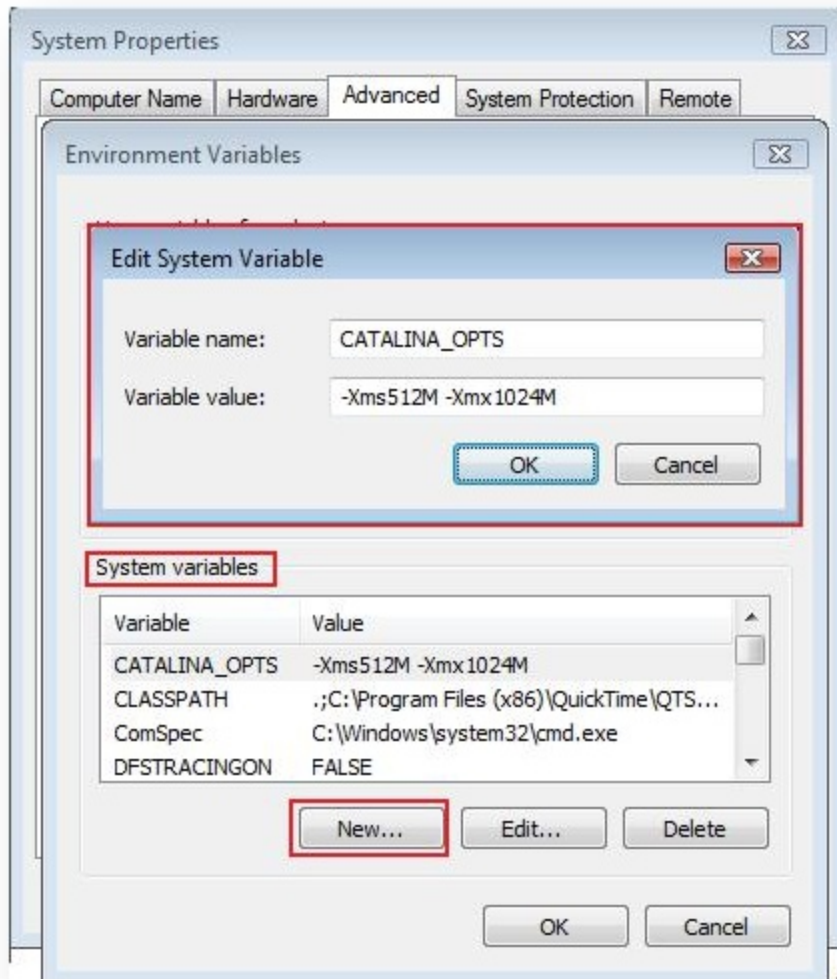 System Properties
Computer Name Hardware Advanced System Protection Remote
Environment Variables
Edit System Variable
Variable name: CATALINA_OPTS
Variable value: -Xms512M -Xmx1024M
OK Cancel
System variables
Variable Value
CATALINA_OPTS -Xms512M -Xmx1024M
CLASSPATH .;C:\Program Files (x86)\QuickTime\QTS...
ComSpec C:\Windows\system32\cmd.exe
DFSTRACINGON FALSE
New... Edit... Delete
OK Cancel